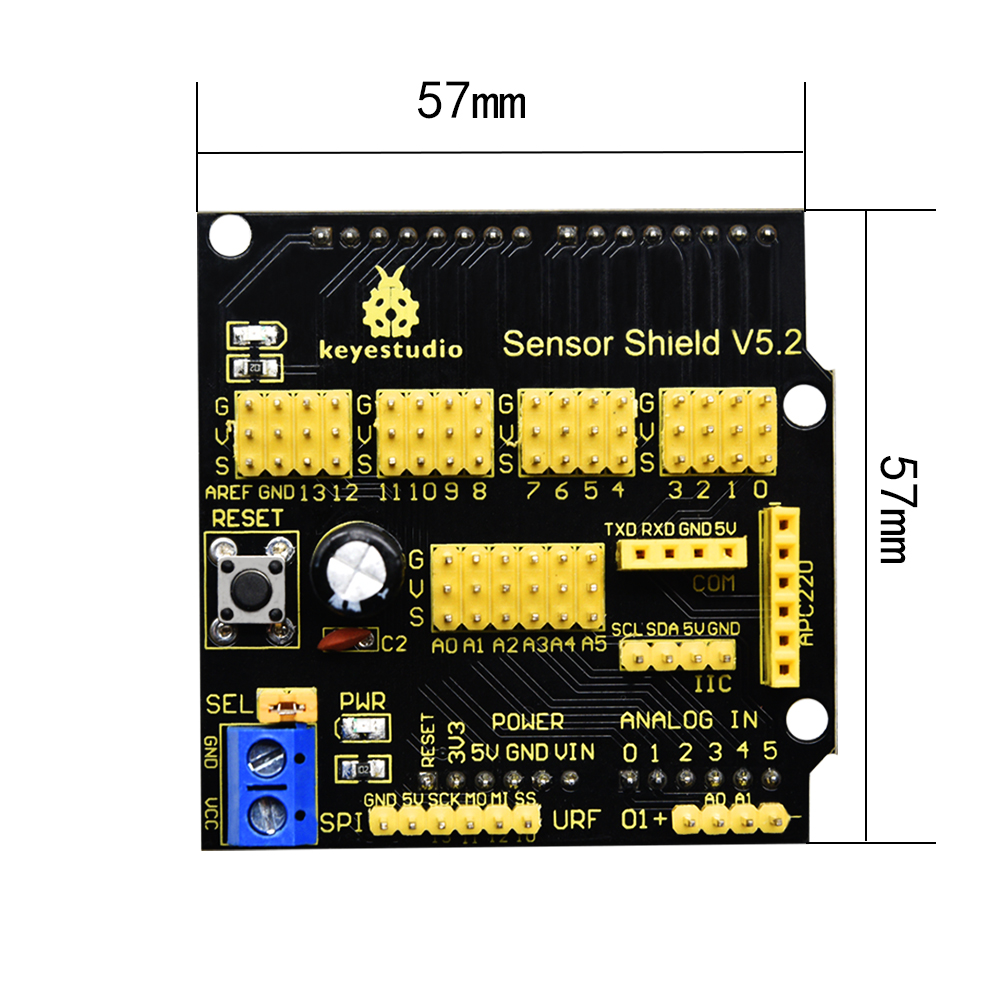 57mm
keyestudio
Sensor Shield V5.2
57mm
G G G G
V V V V
S S S S
AREF GND 13 12 11 10 9 8 7 6 5 4 3 2 1 0
RESET
TXD RXD GND 5V
COM
APC220
G
V
S
C2
A0 A1 A2 A3 A4 A5
SCL SDA 5V GND
IIC
SEL
PWR
RESET
3V3
POWER
5V GND VIN
ANALOG IN
0 1 2 3 4 5
GND
VCC
GND 5V SCK MO MI SS
SPI
URF 01+ -
A0 A1